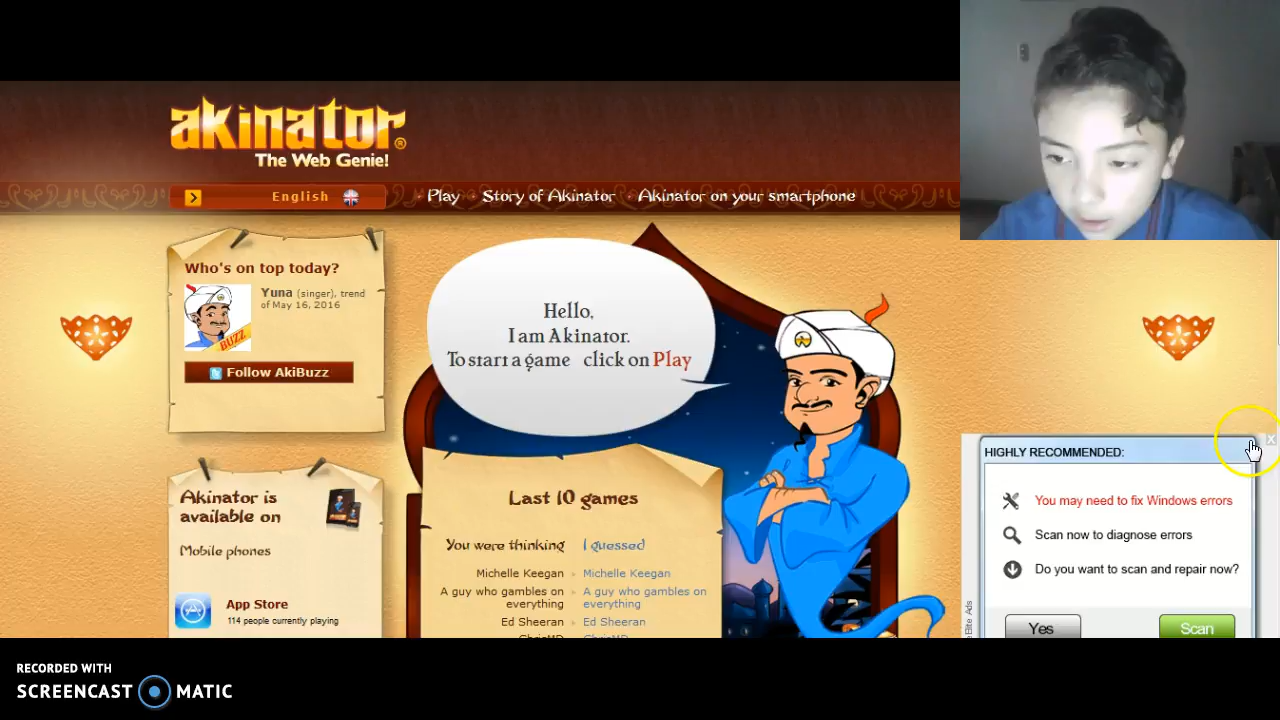 akinator®
The Web Genie!
English
Play
Story of Akinator
Akinator on your smartphone
Who's on top today?
Yuna (singer), trend
of May 16, 2016
BUZZ
Follow AkiBuzz
Hello,
I am Akinator.
To start a game click on Play
Akinator is
available on
Mobile phones
App Store
114 people currently playing
Last 10 games
You were thinking I guessed
Michelle Keegan Michelle Keegan
A guy who gambles on A guy who gambles on
everything everything
Ed Sheeran Ed Sheeran
X
HIGHLY RECOMMENDED:
You may need to fix Windows errors
Scan now to diagnose errors
Do you want to scan and repair now?
Yes Scan
RECORDED WITH
SCREENCAST MATIC